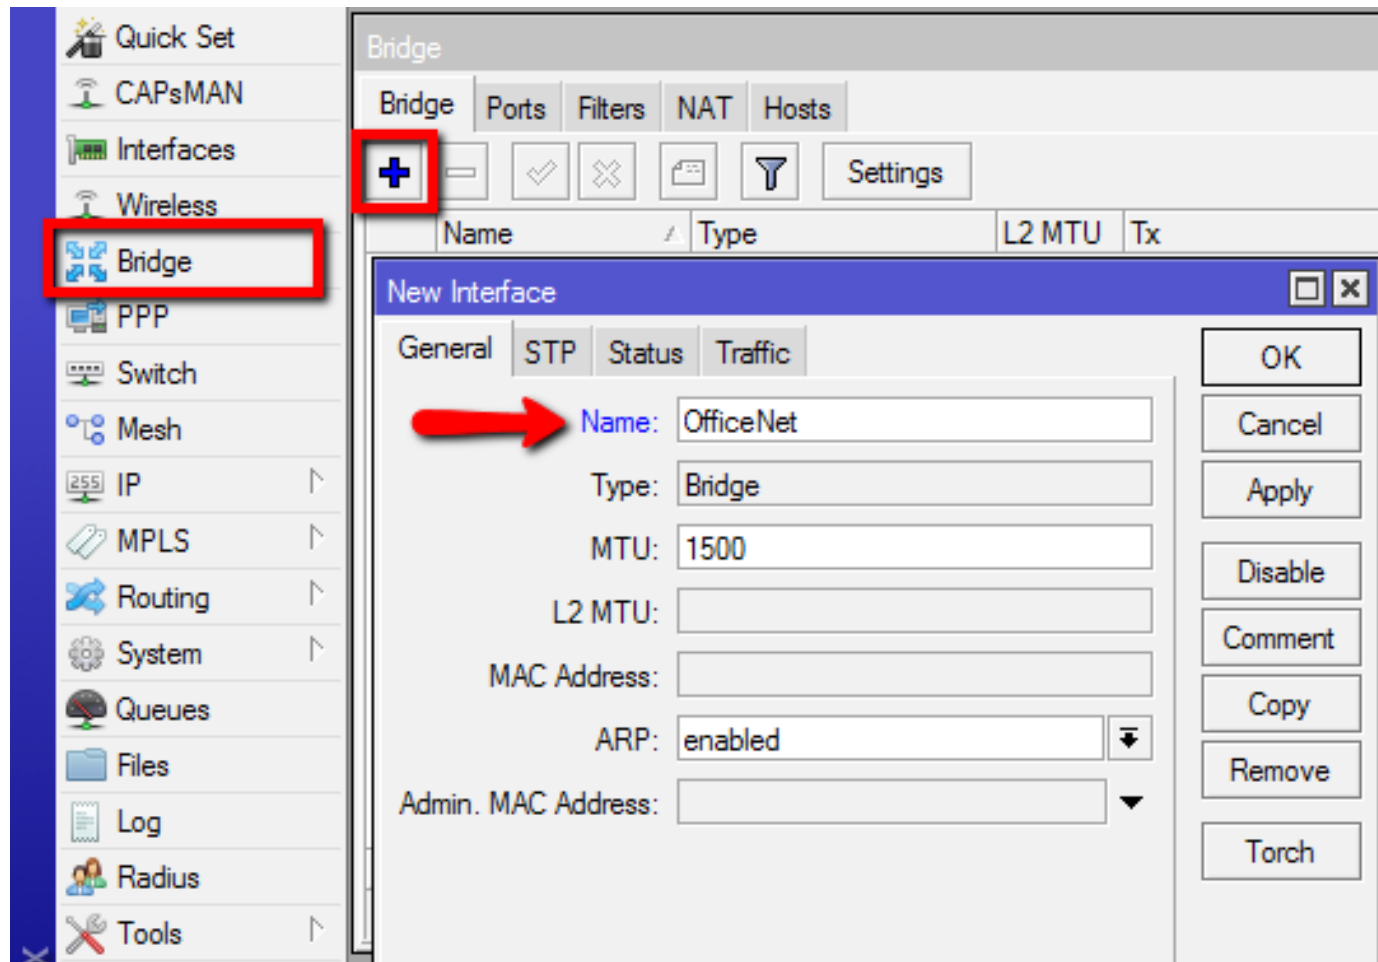 Quick Set
CAPsMAN
Interfaces
Wireless
Bridge
PPP
Switch
Mesh
255 IP
MPLS
Routing
System
Queues
Files
Log
Radius
Tools
Bridge
Bridge Ports Filters NAT Hosts
Settings
Name Type L2 MTU Tx
New Interface
General STP Status Traffic
Name: OfficeNet
Type: Bridge
MTU: 1500
L2 MTU:
MAC Address:
ARP: enabled
Admin. MAC Address:
OK
Cancel
Apply
Disable
Comment
Copy
Remove
Torch